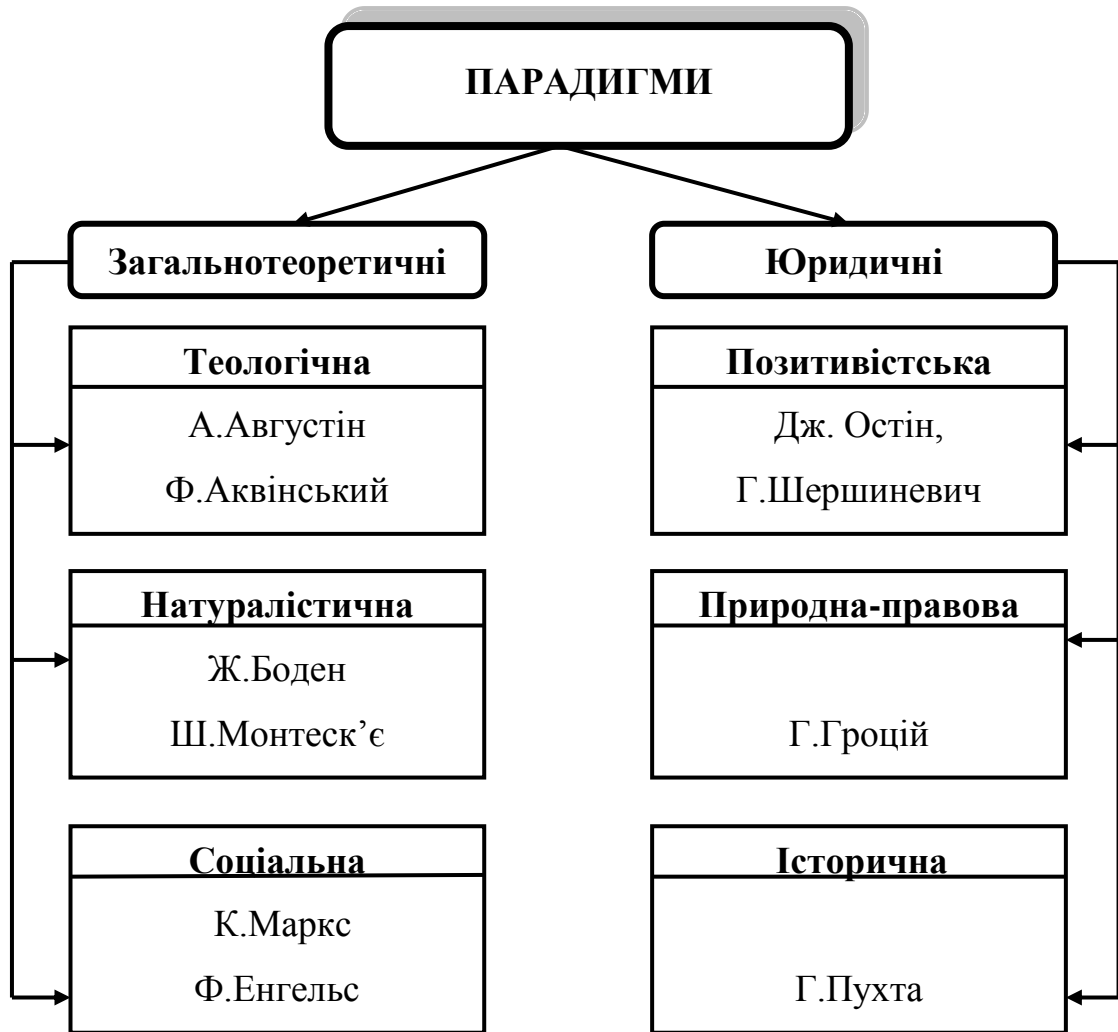 ПАРАДИГМИ
Загальнотеоретичні
Теологічна
А.Августін
Ф.Аквінський
Натуралістична
Ж.Боден
Ш.Монтеск’є
Соціальна
К.Маркс
Ф.Енгельс
Юридичні
Позитивістська
Дж. Остін,
Г.Шершиневич
Природна-правова
Г.Гроцій
Історична
Г.Пухта